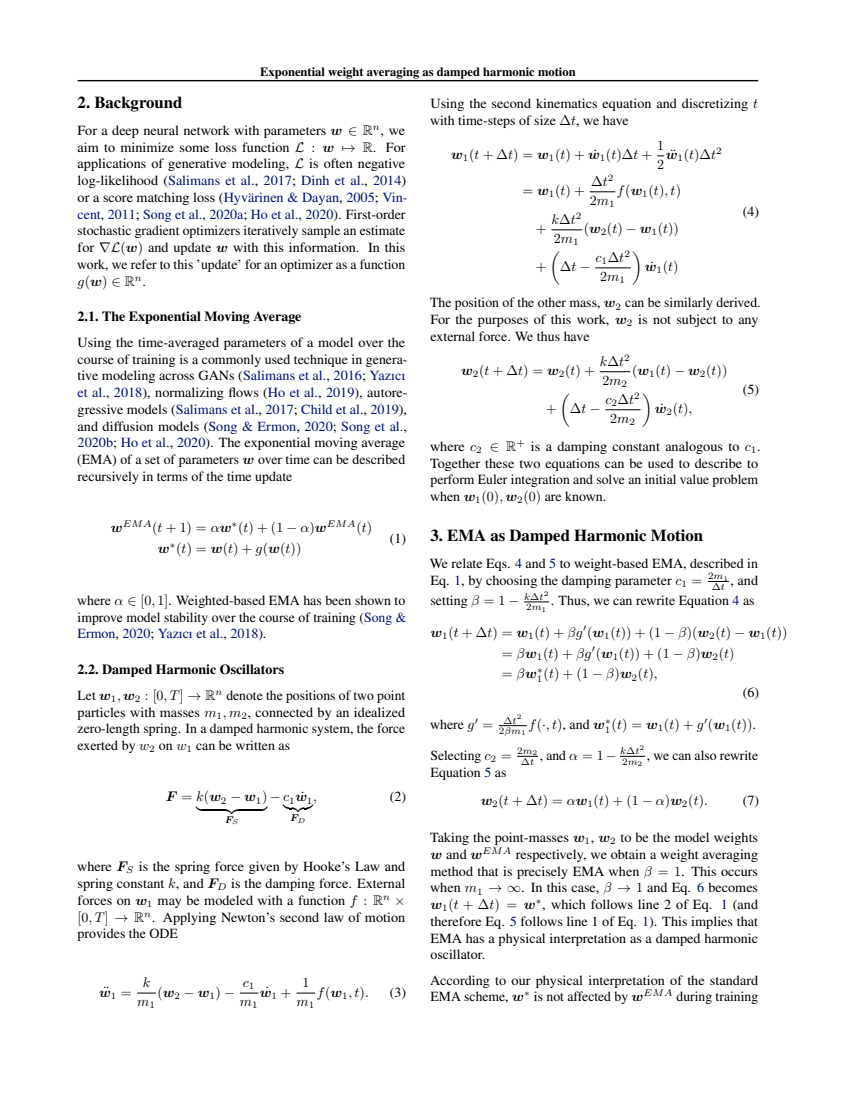 Exponential weight averaging as damped harmonic motion
2. Background
For a deep neural network with parameters w ∈ ℝⁿ, we
aim to minimize some loss function ℒ : w ↦ ℝ. For
applications of generative modeling, ℒ is often negative
log-likelihood (Salimans et al., 2017; Dinh et al., 2014)
or a score matching loss (Hyvärinen & Dayan, 2005; Vin-
cent, 2011; Song et al., 2020a; Ho et al., 2020). First-order
stochastic gradient optimizers iteratively sample an estimate
for ∇ℒ(w) and update w with this information. In this
work, we refer to this 'update' for an optimizer as a function
g(w) ∈ ℝⁿ.
2.1. The Exponential Moving Average
Using the time-averaged parameters of a model over the
course of training is a commonly used technique in genera-
tive modeling across GANs (Salimans et al., 2016; Yazıcı
et al., 2018), normalizing flows (Ho et al., 2019), autore-
gressive models (Salimans et al., 2017; Child et al., 2019),
and diffusion models (Song & Ermon, 2020; Song et al.,
2020b; Ho et al., 2020). The exponential moving average
(EMA) of a set of parameters w over time can be described
recursively in terms of the time update
w^{EMA}(t + 1) = αw*(t) + (1 − α)w^{EMA}(t)
w*(t) = w(t) + g(w(t)) (1)
where α ∈ [0, 1]. Weighted-based EMA has been shown to
improve model stability over the course of training (Song &
Ermon, 2020; Yazıcı et al., 2018).
2.2. Damped Harmonic Oscillators
Let w₁, w₂ : [0, T] → ℝⁿ denote the positions of two point
particles with masses m₁, m₂, connected by an idealized
zero-length spring. In a damped harmonic system, the force
exerted by w₂ on w₁ can be written as
F = k(w₂ − w₁) − c₁ẇ₁, (2)
F_S F_D
where F_S is the spring force given by Hooke's Law and
spring constant k, and F_D is the damping force. External
forces on w₁ may be modeled with a function f : ℝⁿ ×
[0, T] → ℝⁿ. Applying Newton's second law of motion
provides the ODE
ẅ₁ = k/m₁ (w₂ − w₁) − c₁/m₁ ẇ₁ + 1/m₁ f(w₁, t). (3)
Using the second kinematics equation and discretizing t
with time-steps of size Δt, we have
w₁(t + Δt) = w₁(t) + ẇ₁(t)Δt + 1/2 ẅ₁(t)Δt²
= w₁(t) + Δt²/2m₁ f(w₁(t), t)
+ kΔt²/2m₁ (w₂(t) − w₁(t)) (4)
+ (Δt − c₁Δt²/2m₁) ẇ₁(t)
The position of the other mass, w₂ can be similarly derived.
For the purposes of this work, w₂ is not subject to any
external force. We thus have
w₂(t + Δt) = w₂(t) + kΔt²/2m₂ (w₁(t) − w₂(t))
+ (Δt − c₂Δt²/2m₂) ẇ₂(t), (5)
where c₂ ∈ ℝ⁺ is a damping constant analogous to c₁.
Together these two equations can be used to describe to
perform Euler integration and solve an initial value problem
when w₁(0), w₂(0) are known.
3. EMA as Damped Harmonic Motion
We relate Eqs. 4 and 5 to weight-based EMA, described in
Eq. 1, by choosing the damping parameter c₁ = 2m₁/Δt, and
setting β = 1 − kΔt²/2m₁. Thus, we can rewrite Equation 4 as
w₁(t + Δt) = w₁(t) + βg′(w₁(t)) + (1 − β)(w₂(t) − w₁(t))
= βw₁(t) + βg′(w₁(t)) + (1 − β)w₂(t)
= βw₁*(t) + (1 − β)w₂(t),
(6)
where g′ = Δt²/2βm₁ f(·, t), and w₁*(t) = w₁(t) + g′(w₁(t)).
Selecting c₂ = 2m₂/Δt, and α = 1 − kΔt²/2m₂, we can also rewrite
Equation 5 as
w₂(t + Δt) = αw₁(t) + (1 − α)w₂(t). (7)
Taking the point-masses w₁, w₂ to be the model weights
w and w^{EMA} respectively, we obtain a weight averaging
method that is precisely EMA when β = 1. This occurs
when m₁ → ∞. In this case, β → 1 and Eq. 6 becomes
w₁(t + Δt) = w*, which follows line 2 of Eq. 1 (and
therefore Eq. 5 follows line 1 of Eq. 1). This implies that
EMA has a physical interpretation as a damped harmonic
oscillator.
According to our physical interpretation of the standard
EMA scheme, w* is not affected by w^{EMA} during training